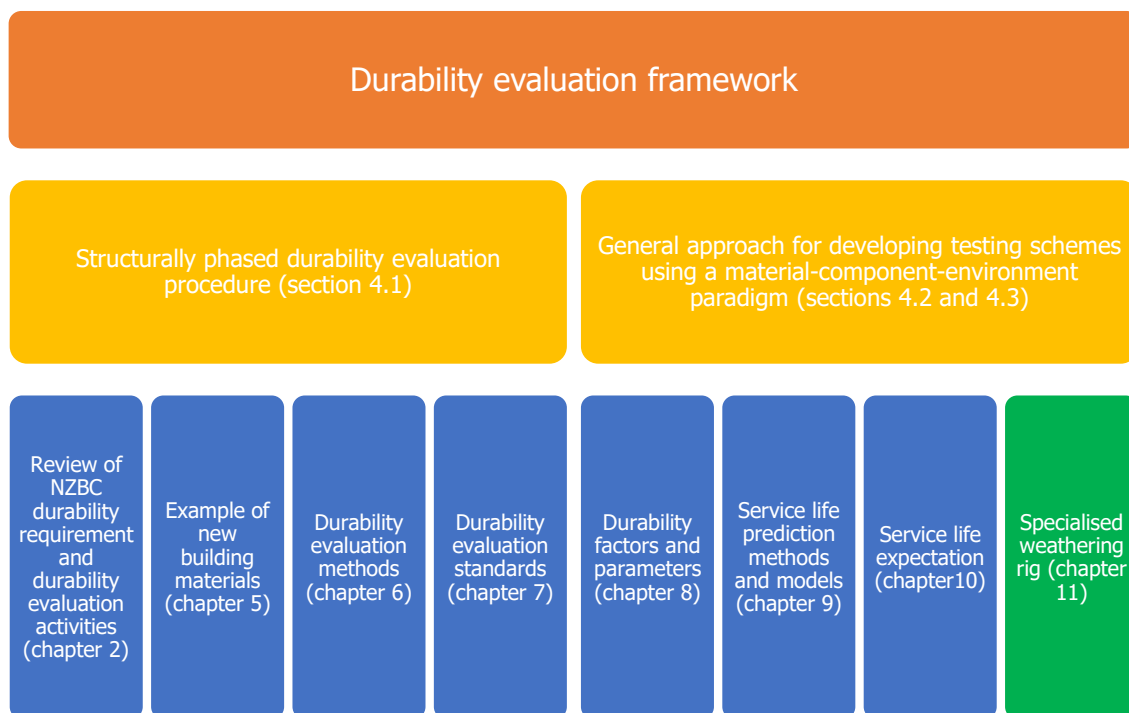 Durability evaluation framework
Structurally phased durability evaluation
procedure (section 4.1)
General approach for developing testing schemes
using a material-component-environment
paradigm (sections 4.2 and 4.3)
Review of
NZBC
durability
requirement
and
durability
evaluation
activities
(chapter 2)
Example of
new
building
materials
(chapter 5)
Durability
evaluation
methods
(chapter 6)
Durability
evaluation
standards
(chapter 7)
Durability
factors and
parameters
(chapter 8)
Service life
prediction
methods
and models
(chapter 9)
Service life
expectation
(chapter10)
Specialised
weathering
rig (chapter
11)